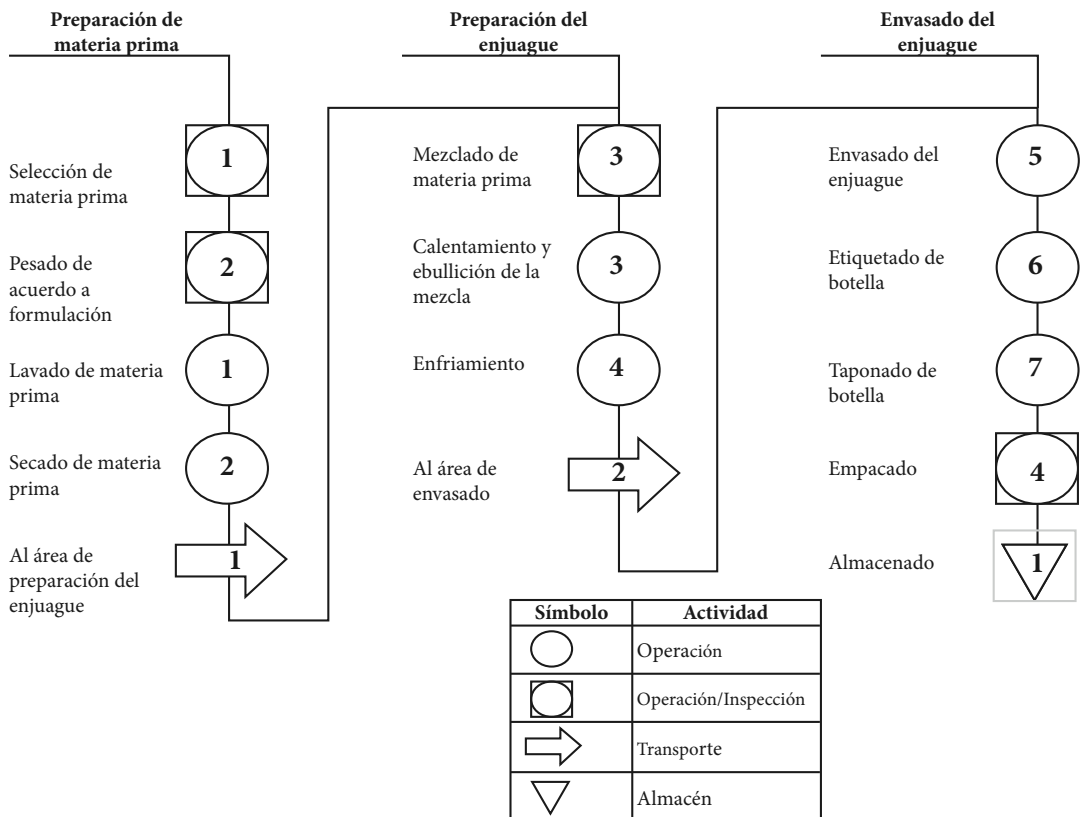 Preparación de
materia prima
1
Selección de
materia prima
2
Pesado de
acuerdo a
formulación
1
Lavado de materia
prima
2
Secado de materia
prima
1
Al área de
preparación del
enjuague
Preparación del
enjuague
3
Mezclado de
materia prima
3
Calentamiento y
ebullición de la
mezcla
4
Enfriamiento
2
Al área de
envasado
Envasado del
enjuague
5
Envasado del
enjuague
6
Etiquetado de
botella
7
Taponado de
botella
4
Empacado
1
Almacenado
Símbolo Actividad
Operación
Operación/Inspección
Transporte
Almacén